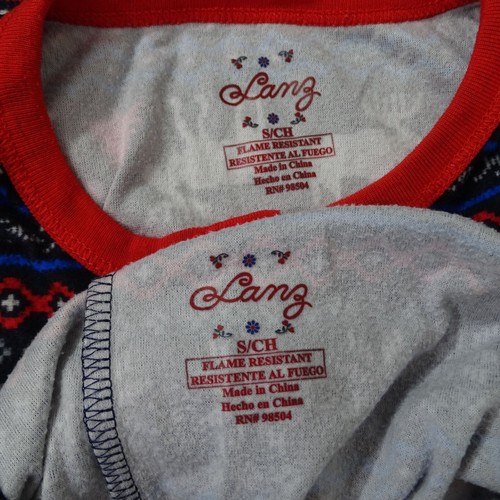 Lanz
S/CH
FLAME RESISTANT
RESISTENTE AL FUEGO
Made in China
Hecho en China
RN# 98504
Lanz
S/CH
FLAME RESISTANT
RESISTENTE AL FUEGO
Made in China
Hecho en China
RN# 98504